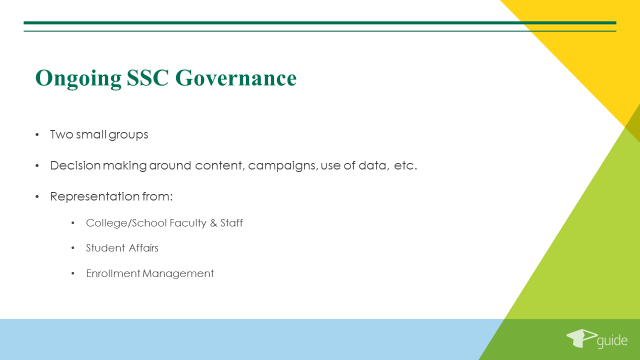 Ongoing SSC Governance
• Two small groups
• Decision making around content, campaigns, use of data, etc.
• Representation from:
• College/School Faculty & Staff
• Student Affairs
• Enrollment Management
guide